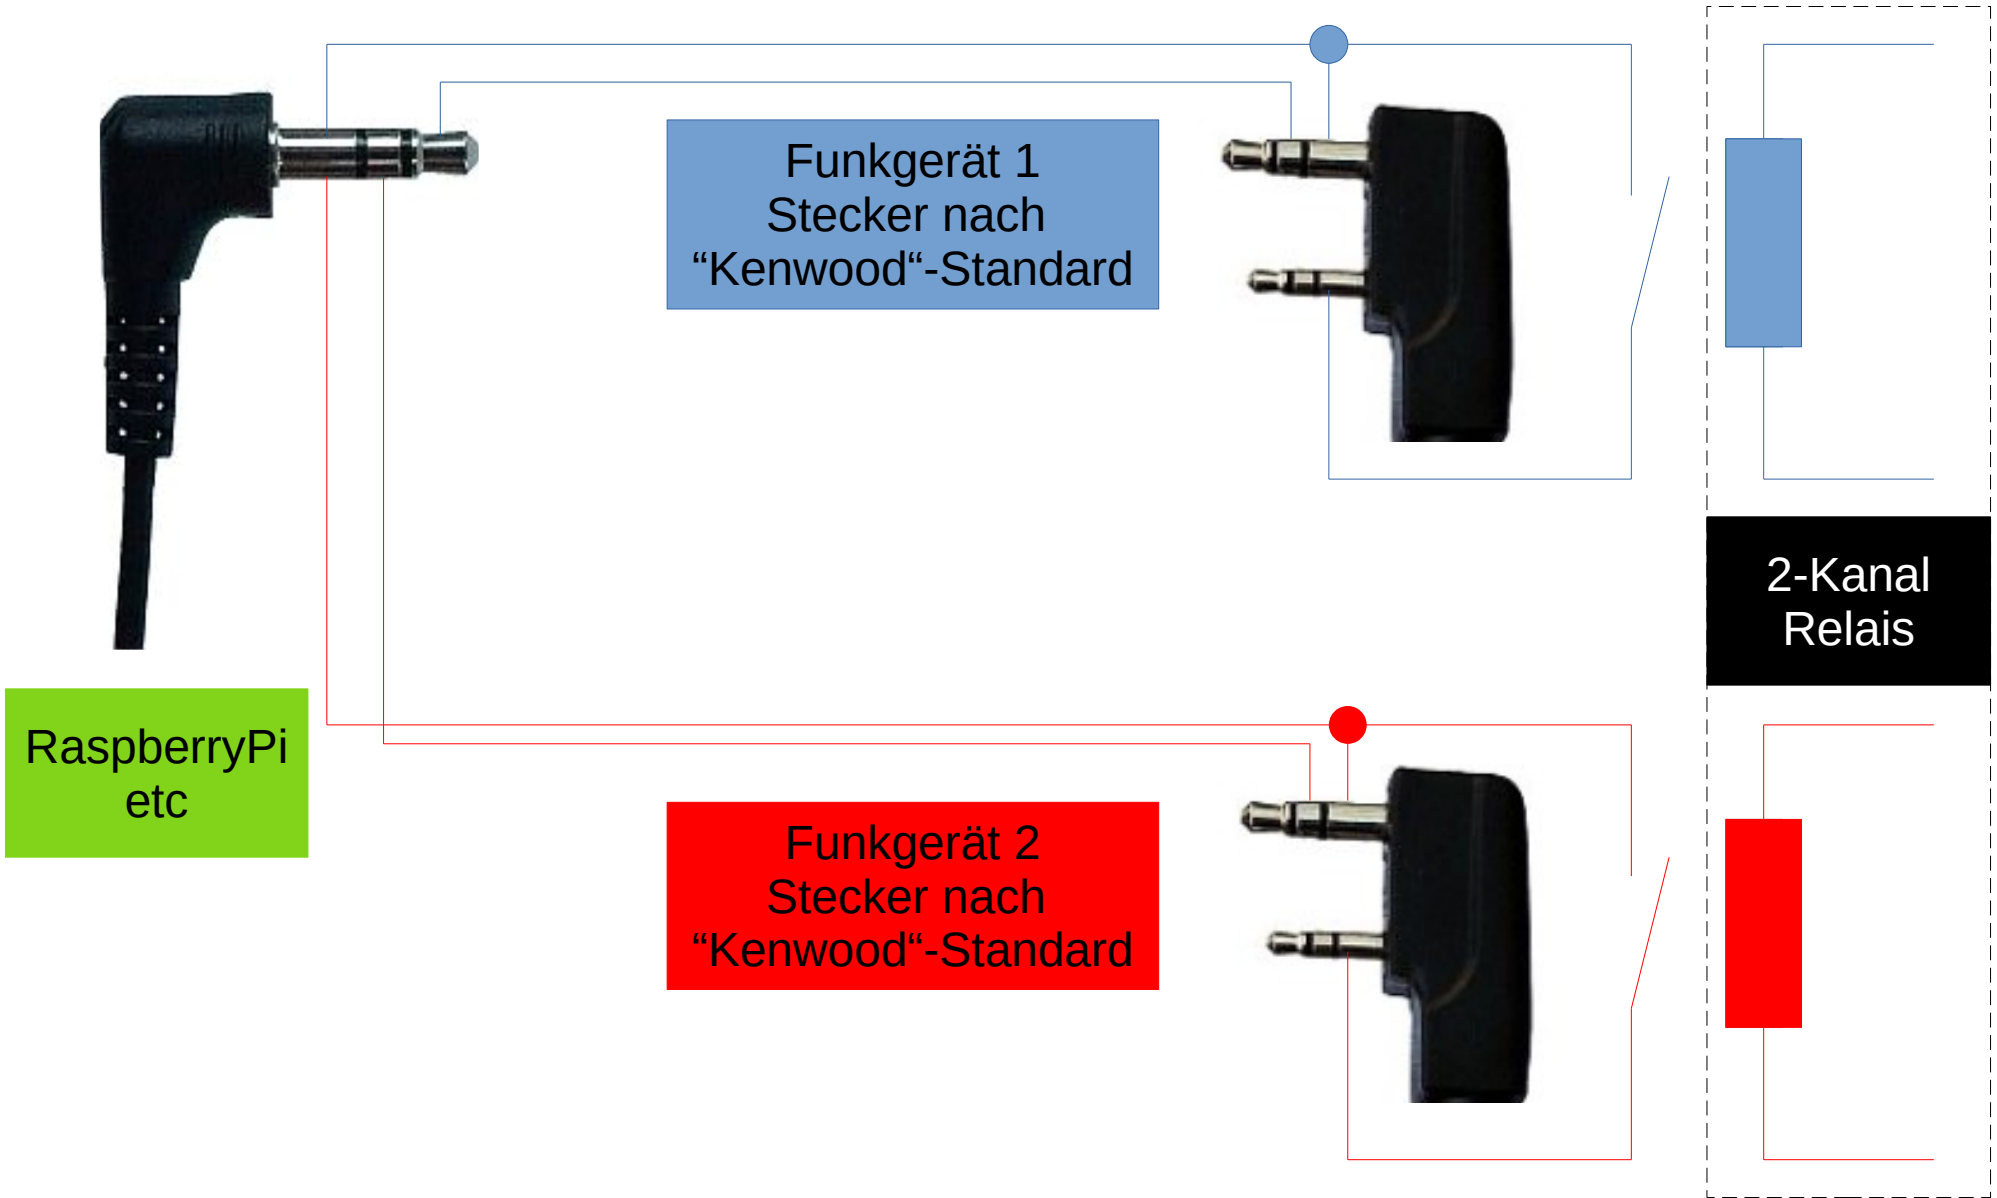 Funkgerät 1
Stecker nach
“Kenwood“-Standard
2-Kanal
Relais
RaspberryPi
etc
Funkgerät 2
Stecker nach
“Kenwood“-Standard